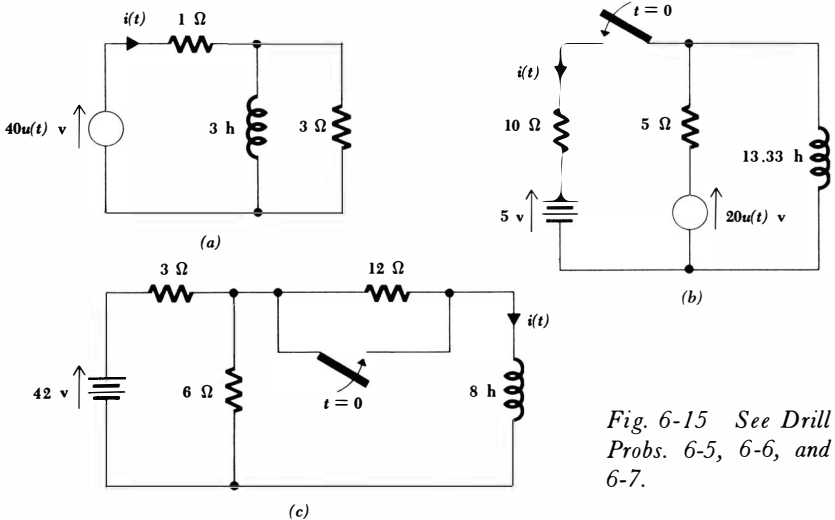 i(t)
1 Ω
40u(t) v
3 h
3 Ω
(a)
t = 0
i(t)
10 Ω
5 Ω
13.33 h
5 v
20u(t) v
(b)
3 Ω
12 Ω
i(t)
42 v
6 Ω
t = 0
8 h
(c)
Fig. 6-15 See Drill
Probs. 6-5, 6-6, and
6-7.